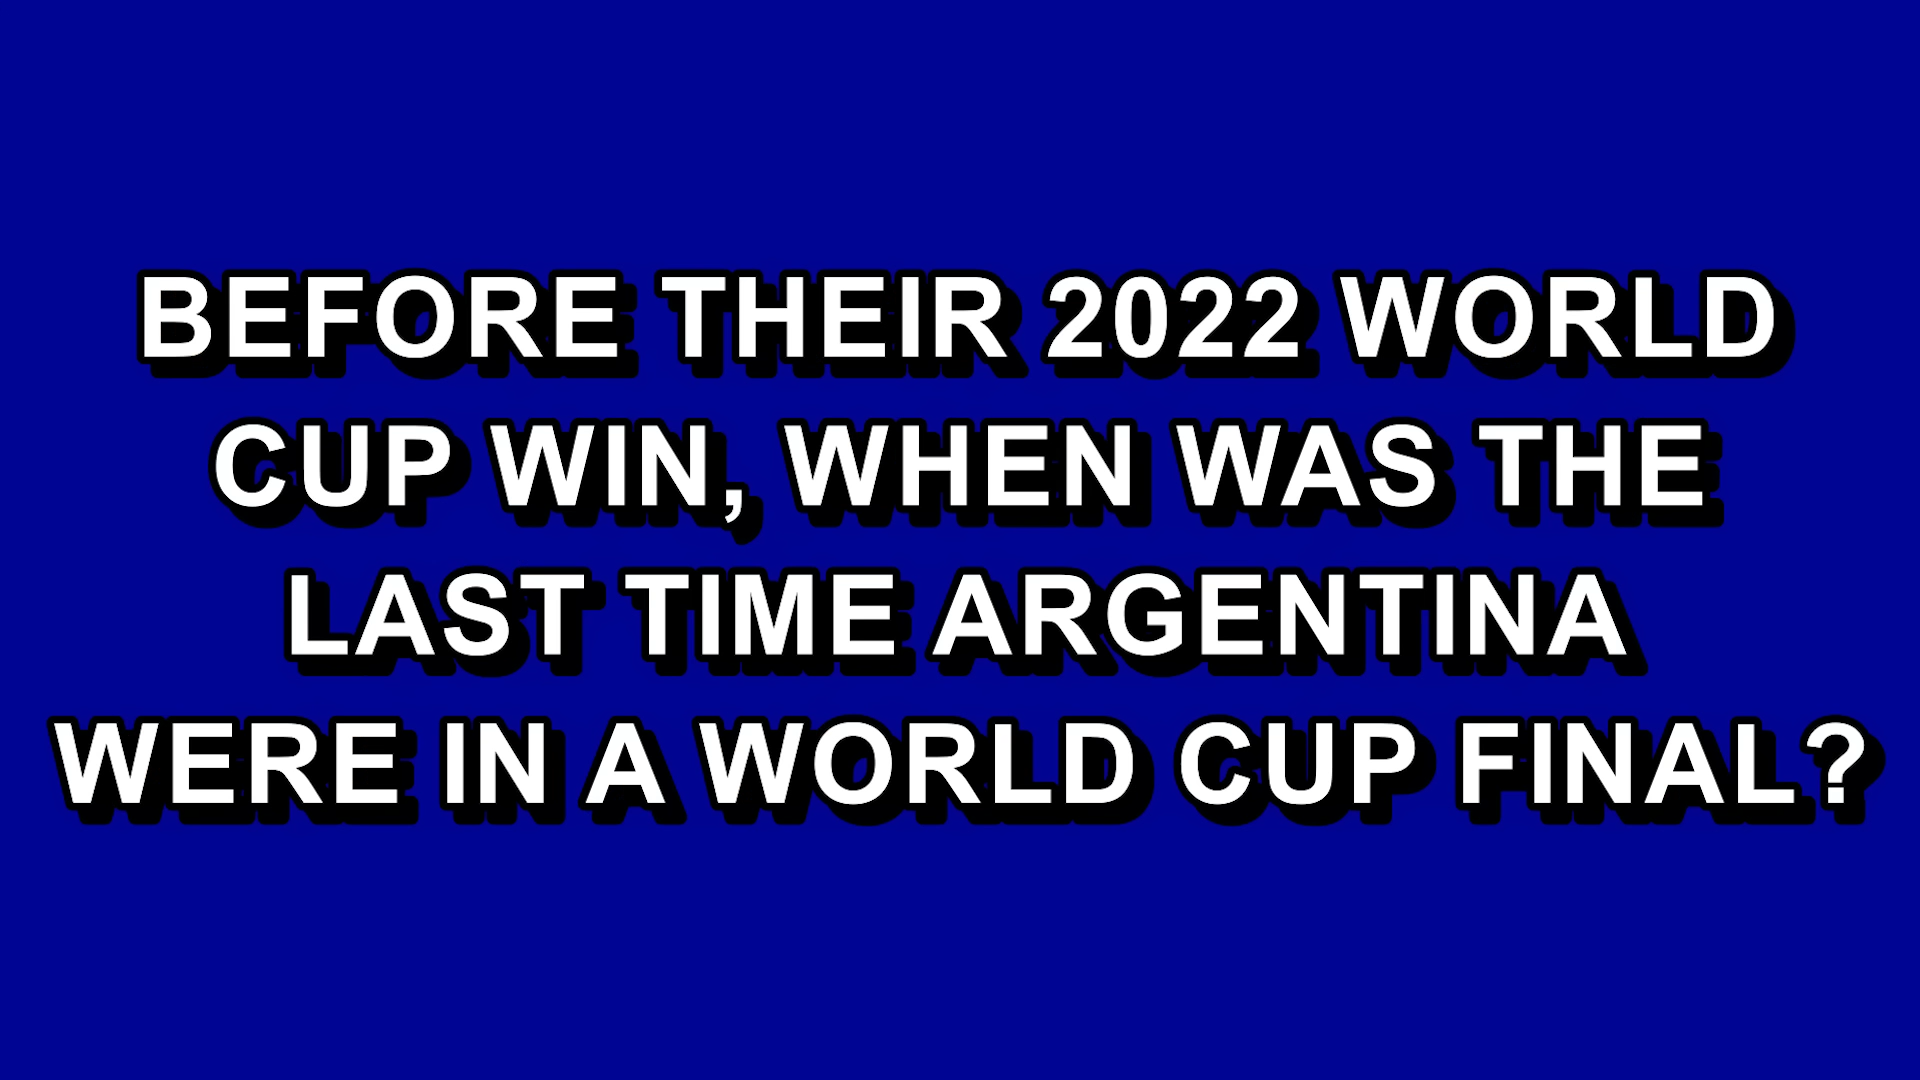 BEFORE THEIR 2022 WORLD
CUP WIN, WHEN WAS THE
LAST TIME ARGENTINA
WERE IN A WORLD CUP FINAL?